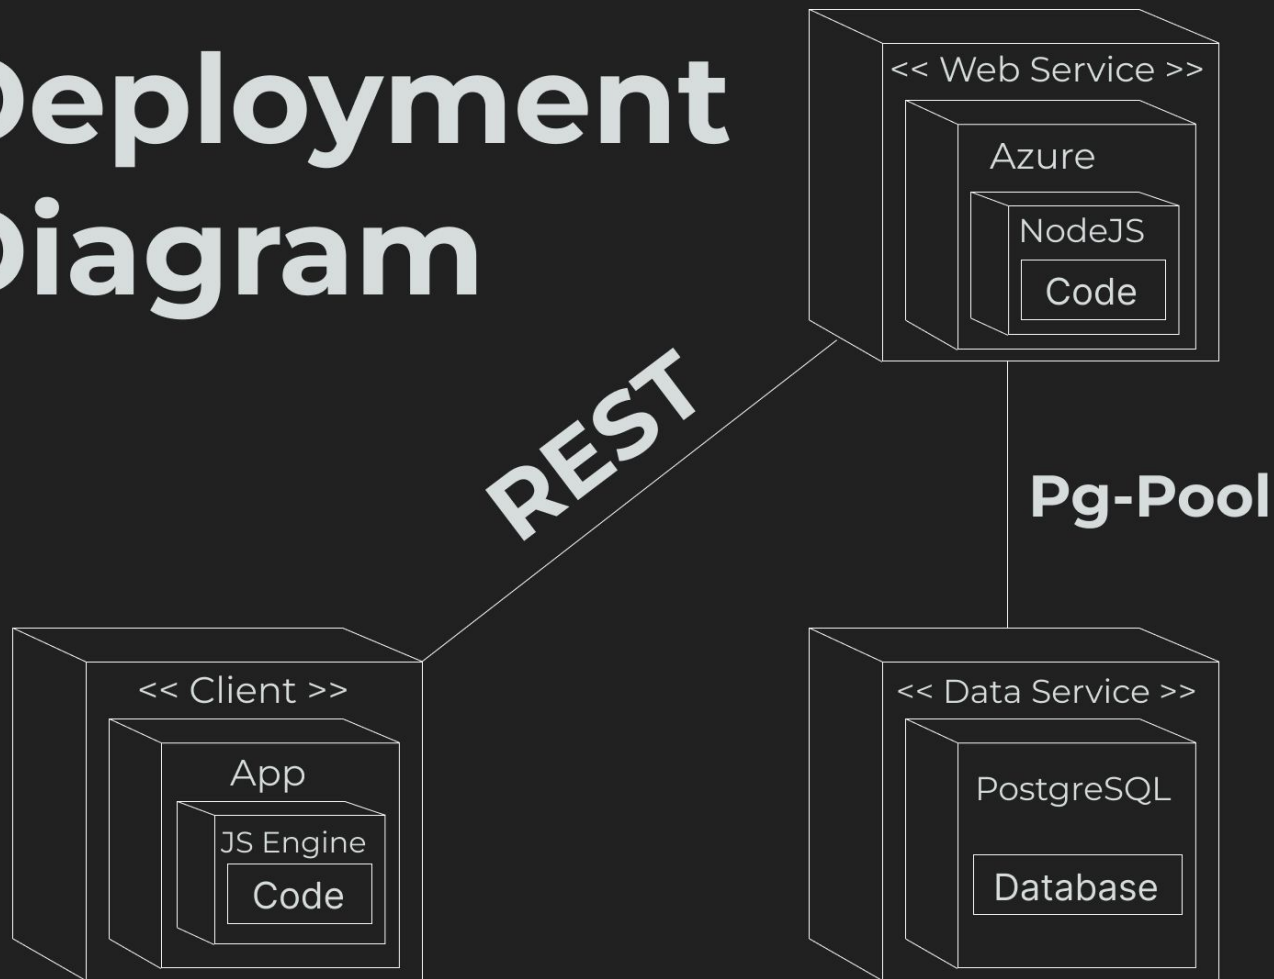 Deployment
Diagram
<< Web Service >>
Azure
NodeJS
Code
REST
Pg-Pool
<< Client >>
App
JS Engine
Code
<< Data Service >>
PostgreSQL
Database